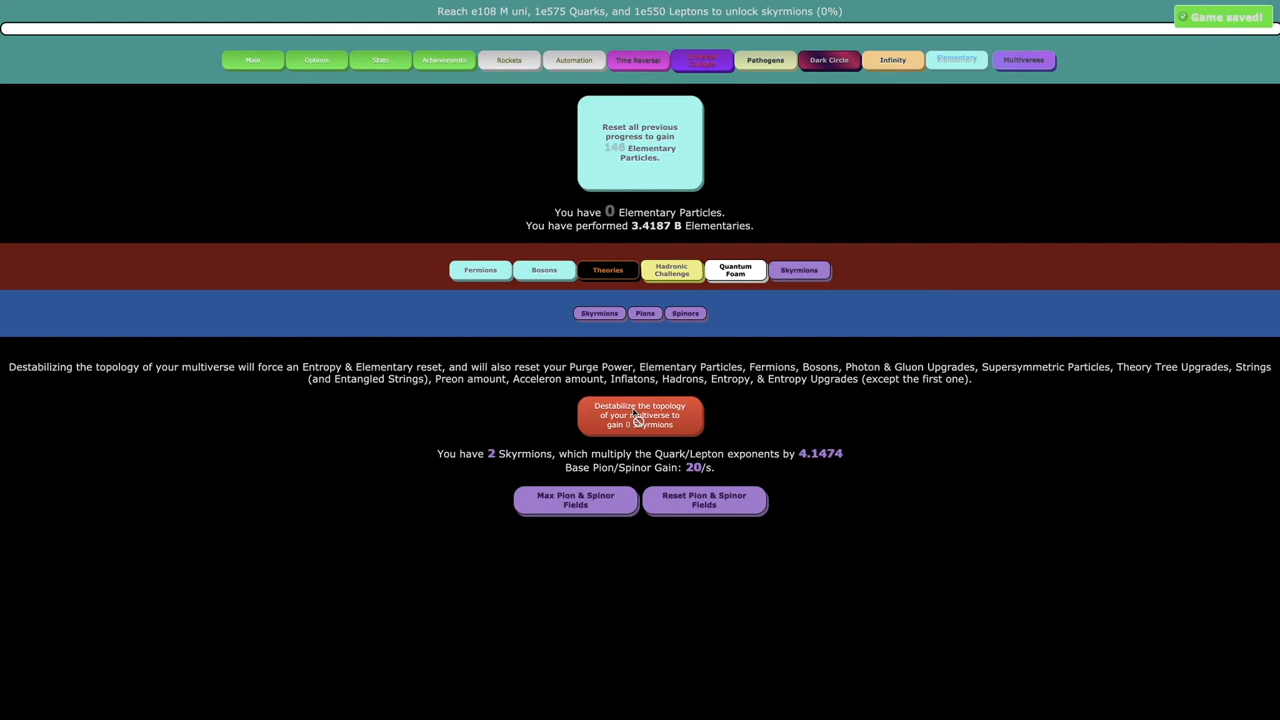 Reach e108 M uni, 1e575 Quarks, and 1e550 Leptons to unlock skyrmions (0%)
Game saved!
Main
Options
Stats
Achievements
Rockets
Automation
Time Reversal
Pathogens
Dark Circle
Infinity
Elementary
Multiverses
Reset all previous
progress to gain
146 Elementary
Particles.
You have 0 Elementary Particles.
You have performed 3.4187 B Elementaries.
Fermions
Bosons
Theories
Hadronic
Challenge
Quantum
Foam
Skyrmions
Skyrmions
Pions
Spinors
Destabilizing the topology of your multiverse will force an Entropy & Elementary reset, and will also reset your Purge Power, Elementary Particles, Fermions, Bosons, Photon & Gluon Upgrades, Supersymmetric Particles, Theory Tree Upgrades, Strings
(and Entangled Strings), Preon amount, Acceleron amount, Inflatons, Hadrons, Entropy, & Entropy Upgrades (except the first one).
Destabilize the topology
of your multiverse to
gain 0 Skyrmions
You have 2 Skyrmions, which multiply the Quark/Lepton exponents by 4.1474
Base Pion/Spinor Gain: 20/s.
Max Pion & Spinor
Fields
Reset Pion & Spinor
Fields